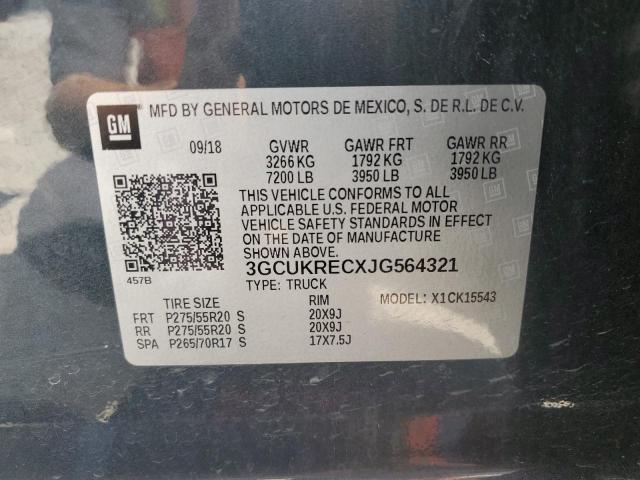 GM
MFD BY GENERAL MOTORS DE MEXICO, S. DE R.L. DE C.V.
09/18 GVWR GAWR FRT GAWR RR
3266 KG 1792 KG 1792 KG
7200 LB 3950 LB 3950 LB
THIS VEHICLE CONFORMS TO ALL
APPLICABLE U.S. FEDERAL MOTOR
VEHICLE SAFETY STANDARDS IN EFFECT
ON THE DATE OF MANUFACTURE
SHOWN ABOVE.
457B
3GCUKRECXJG564321
TYPE: TRUCK
TIRE SIZE RIM MODEL: X1CK15543
FRT P275/55R20 S 20X9J
RR P275/55R20 S 20X9J
SPA P265/70R17 S 17X7.5J